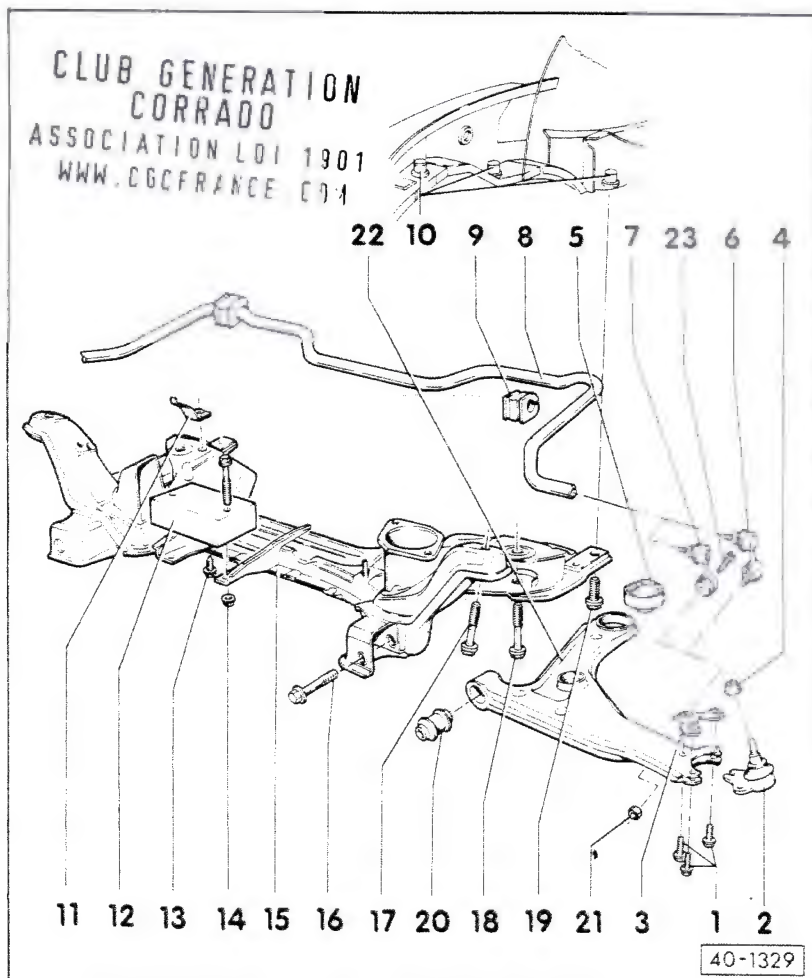 CLUB GENERATION
CORRADO
ASSOCIATION LOI 1901
WWW.CGCFRANCE.COM
22 10 9 8 5 7 23 6 4
11 12 13 14 15 16 17 20 18 19 21 3 1 2
40-1329